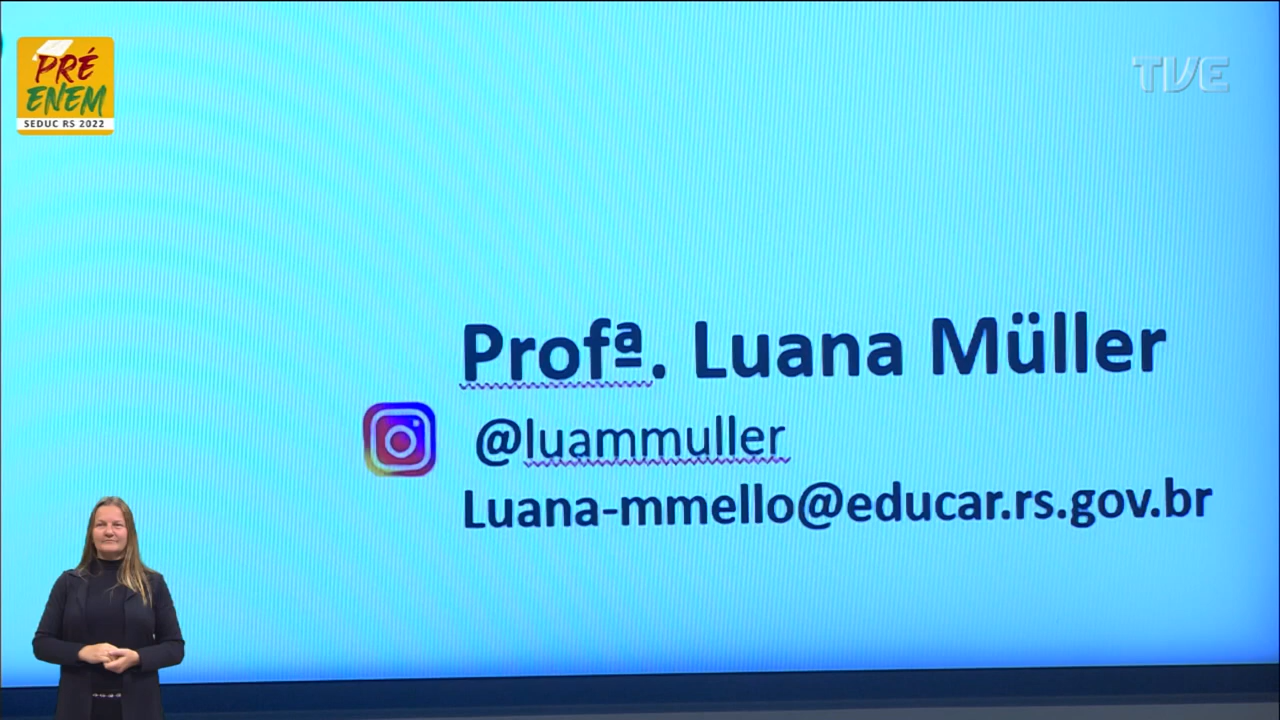 PRÉ
ENEM
SEDUC RS 2022
TVE
Profª. Luana Müller
@luammuller
Luana-mmello@educar.rs.gov.br